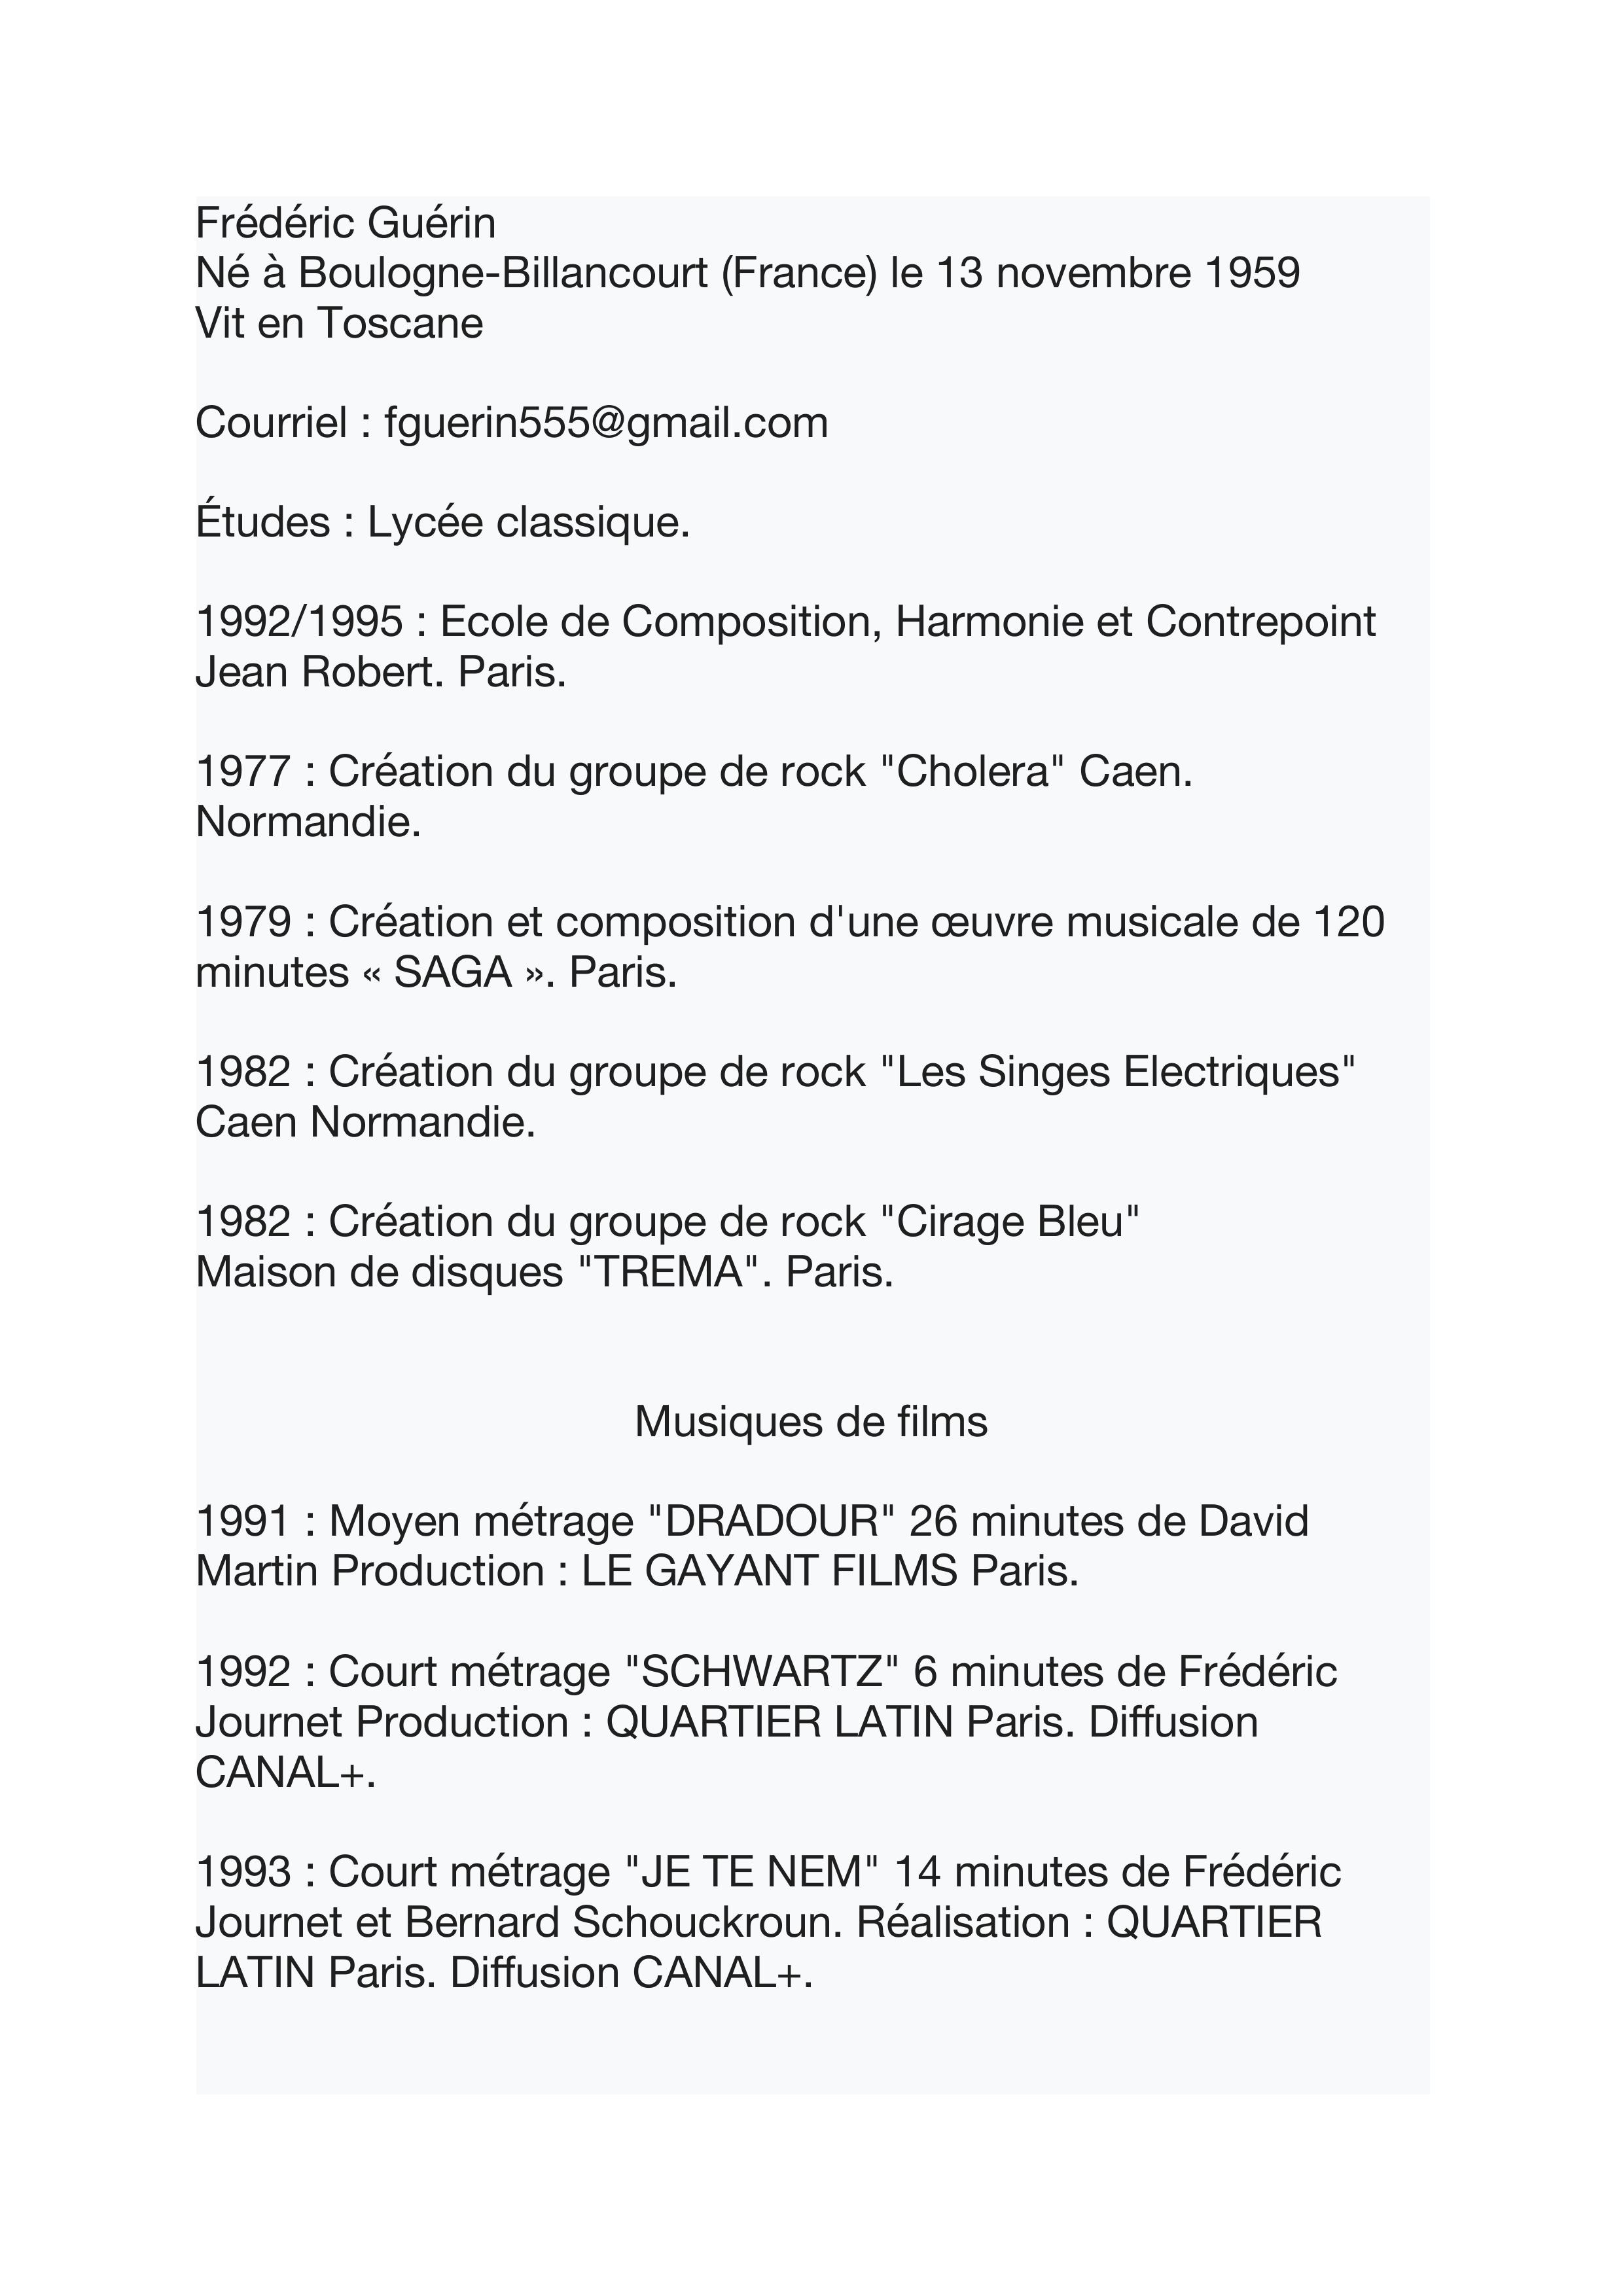 Frédéric Guérin
Né à Boulogne-Billancourt (France) le 13 novembre 1959
Vit en Toscane
Courriel : fguerin555@gmail.com
Études : Lycée classique.
1992/1995 : Ecole de Composition, Harmonie et Contrepoint
Jean Robert. Paris.
1977 : Création du groupe de rock "Cholera" Caen.
Normandie.
1979 : Création et composition d'une œuvre musicale de 120
minutes « SAGA ». Paris.
1982 : Création du groupe de rock "Les Singes Electriques"
Caen Normandie.
1982 : Création du groupe de rock "Cirage Bleu"
Maison de disques "TREMA". Paris.
Musiques de films
1991 : Moyen métrage "DRADOUR" 26 minutes de David
Martin Production : LE GAYANT FILMS Paris.
1992 : Court métrage "SCHWARTZ" 6 minutes de Frédéric
Journet Production : QUARTIER LATIN Paris. Diffusion
CANAL+.
1993 : Court métrage "JE TE NEM" 14 minutes de Frédéric
Journet et Bernard Schouckroun. Réalisation : QUARTIER
LATIN Paris. Diffusion CANAL+.